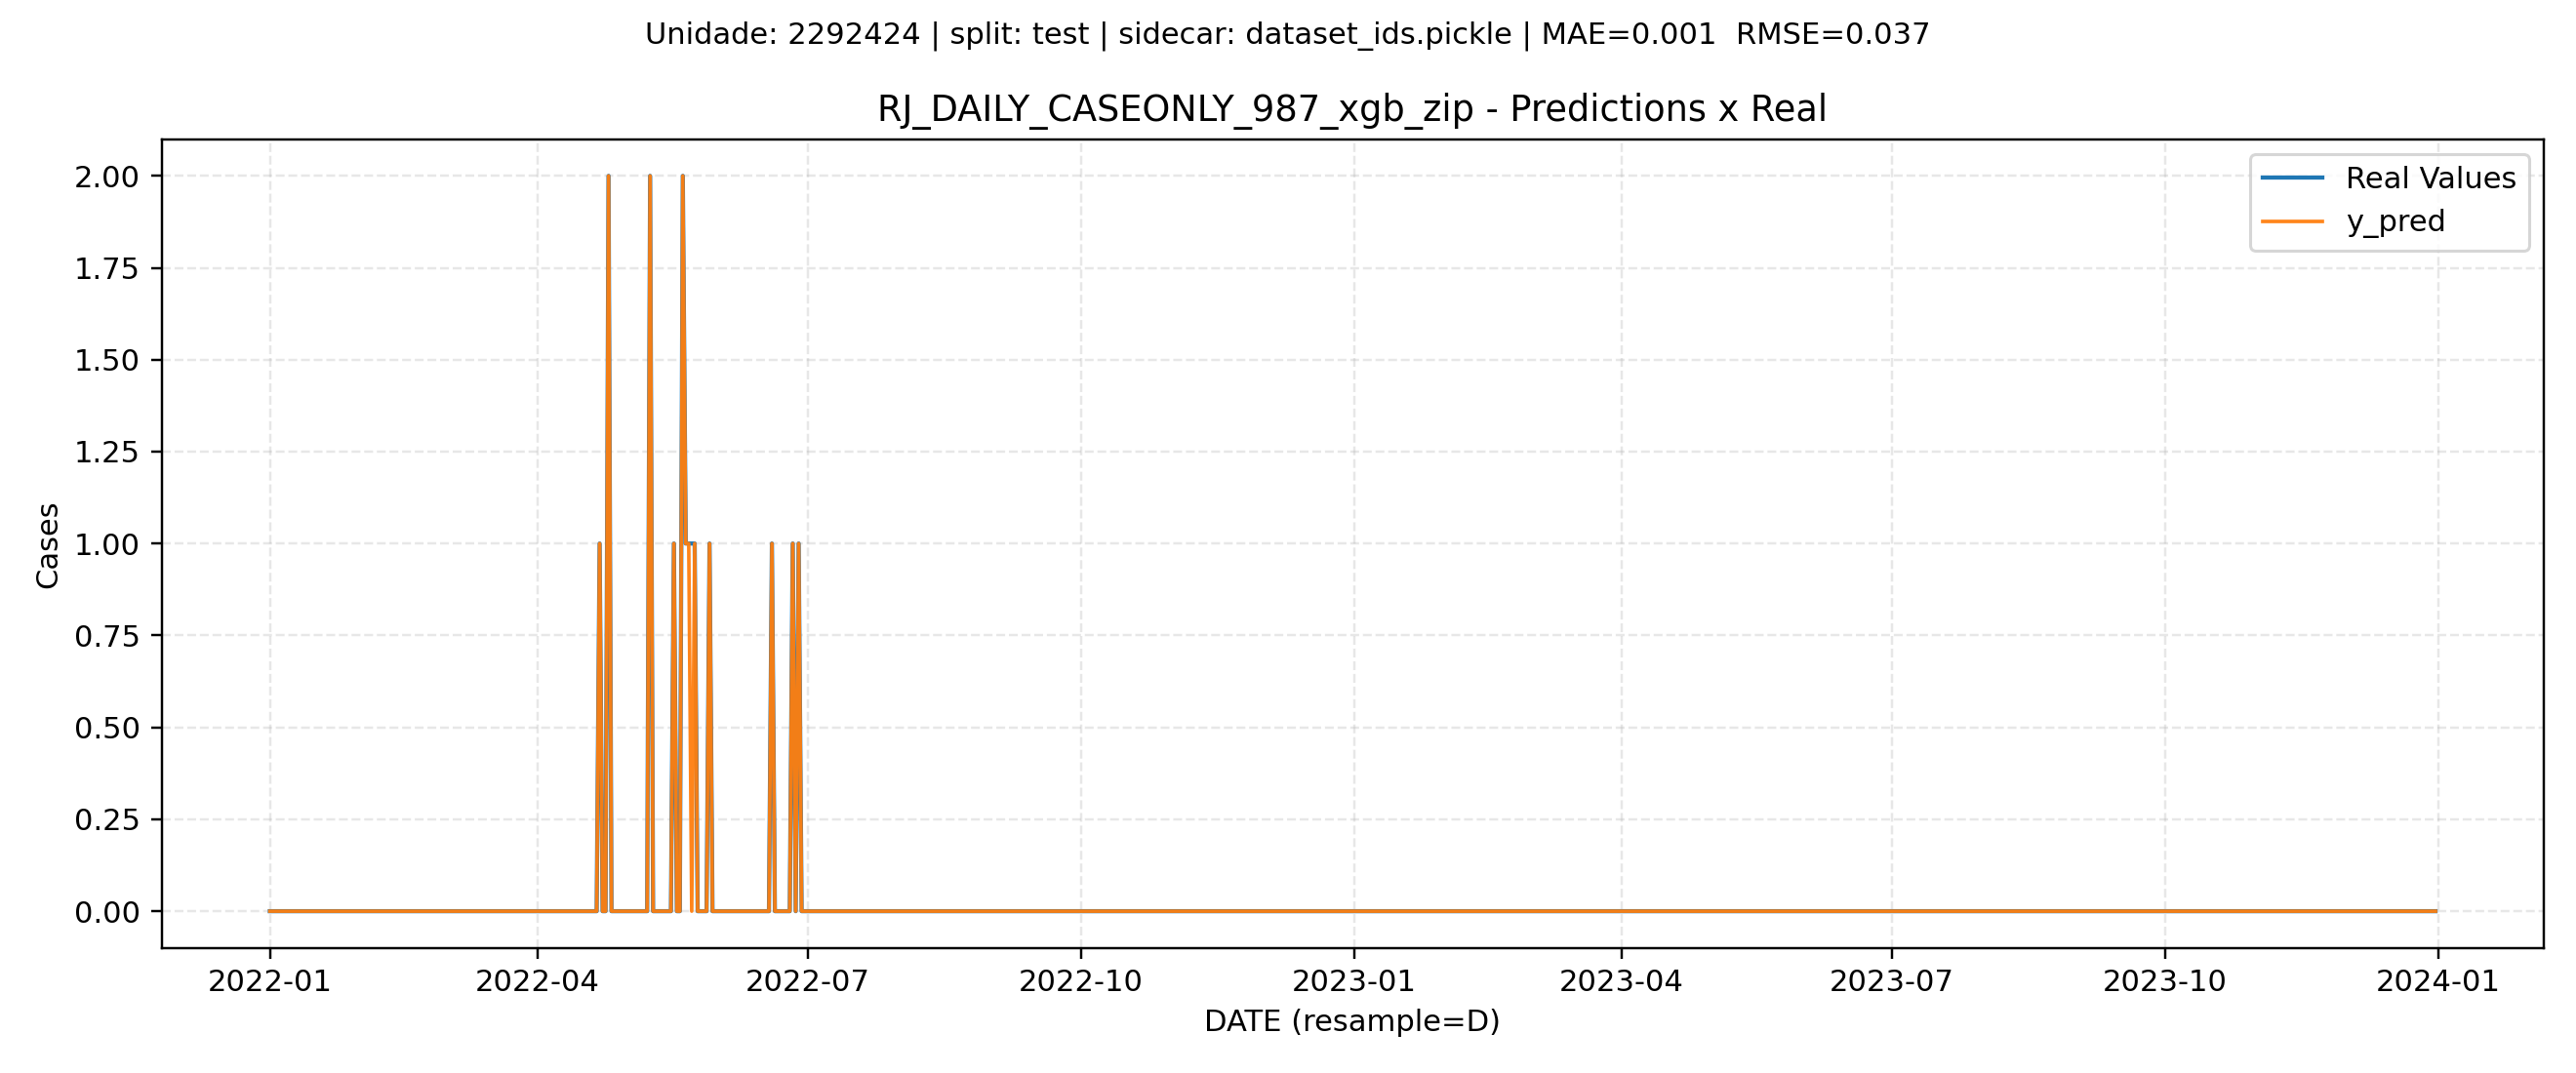 Unidade: 2292424 | split: test | sidecar: dataset_ids.pickle | MAE=0.001  RMSE=0.037
RJ_DAILY_CASEONLY_987_xgb_zip - Predictions x Real
Real Values
y_pred
2.00
1.75
1.50
1.25
1.00
0.75
0.50
0.25
0.00
Cases
2022-01 2022-04 2022-07 2022-10 2023-01 2023-04 2023-07 2023-10 2024-01
DATE (resample=D)